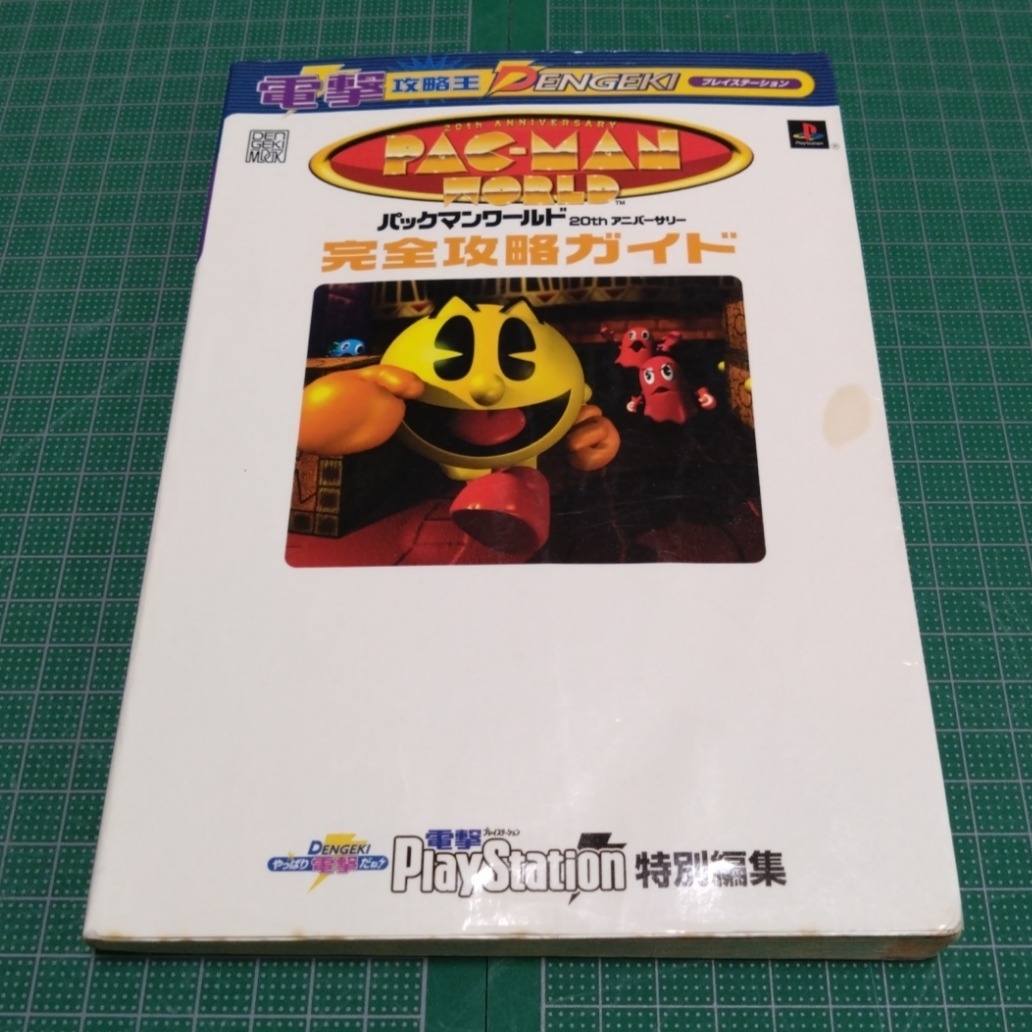 電撃 攻略王 DENGEKI プレイステーション
DENGEKI MOOK
PlayStation ®
20th ANNIVERSARY
PAC-MAN
WORLD™
パックマンワールド 20th アニバーサリー
完全攻略ガイド
DENGEKI
やっぱり電撃だねっ
電撃 プレイステーション
PlayStation 特別編集